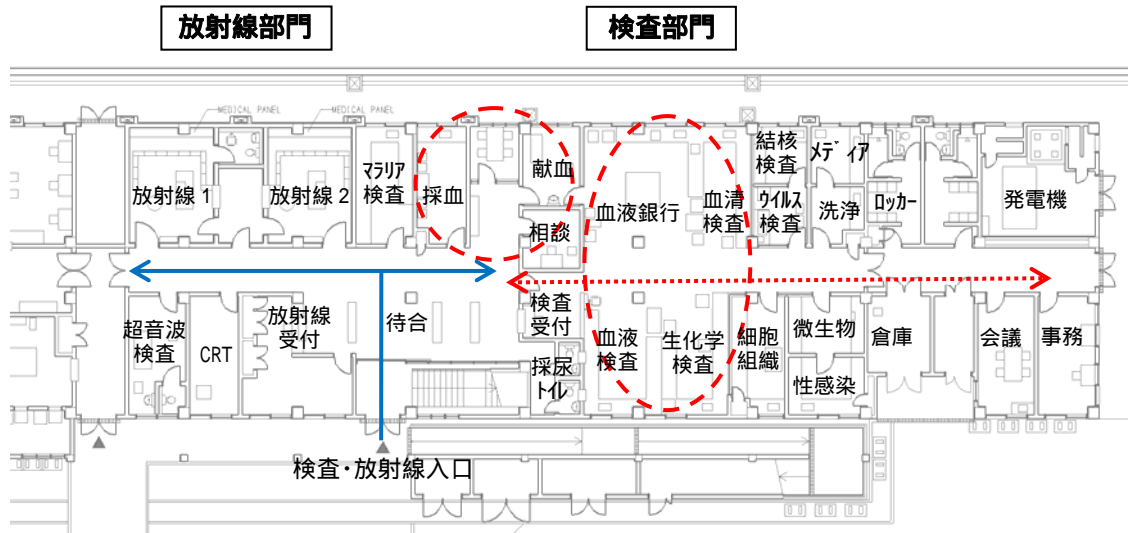 放射線部門
検査部門
MEDICAL PANEL
MEDICAL PANEL
放射線1
放射線2
マラリア
検査
採血
献血
相談
血液銀行
血清
検査
結核
検査
ウイルス
検査
メディア
洗浄
ロッカー
発電機
超音波
検査
CRT
放射線
受付
待合
検査
受付
採尿
トイレ
血液
検査
生化学
検査
細胞
組織
微生物
性感染
倉庫
会議
事務
検査・放射線入口